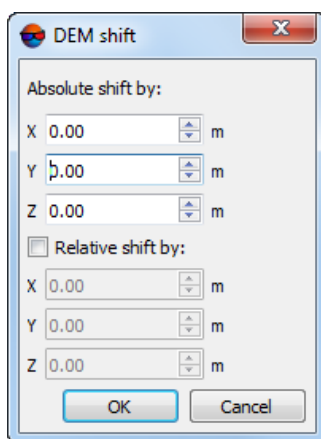 DEM shift
Absolute shift by:
X 0.00 m
Y 0.00 m
Z 0.00 m
Relative shift by:
X 0.00 m
Y 0.00 m
Z 0.00 m
OK Cancel